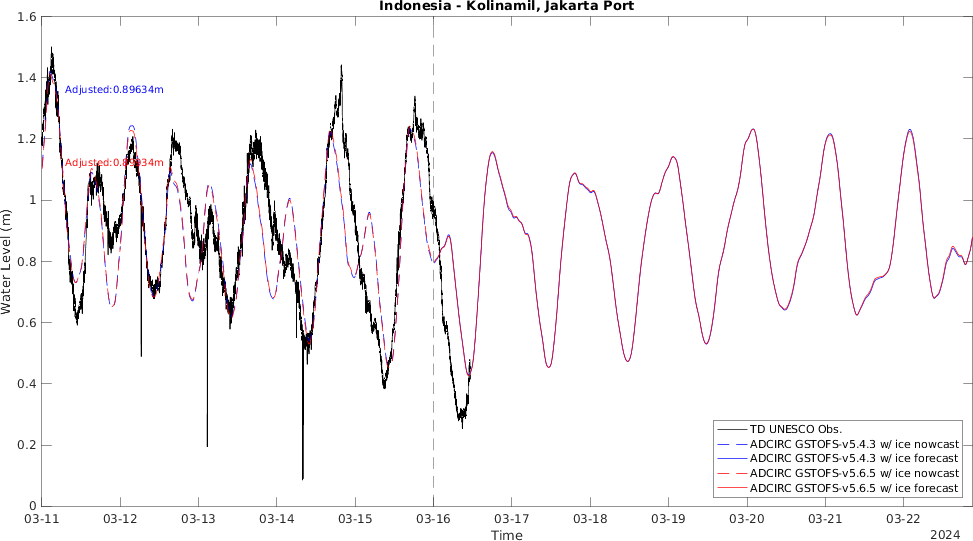 Indonesia - Kolinamil, Jakarta Port
1.6
1.4
1.2
1
0.8
0.6
0.4
0.2
0
Water Level (m)
Adjusted:0.89634m
Adjusted:0.89934m
TD UNESCO Obs.
ADCIRC GSTOFS-v5.4.3 w/ ice nowcast
ADCIRC GSTOFS-v5.4.3 w/ ice forecast
ADCIRC GSTOFS-v5.6.5 w/ ice nowcast
ADCIRC GSTOFS-v5.6.5 w/ ice forecast
03-11 03-12 03-13 03-14 03-15 03-16 03-17 03-18 03-19 03-20 03-21 03-22
Time
2024